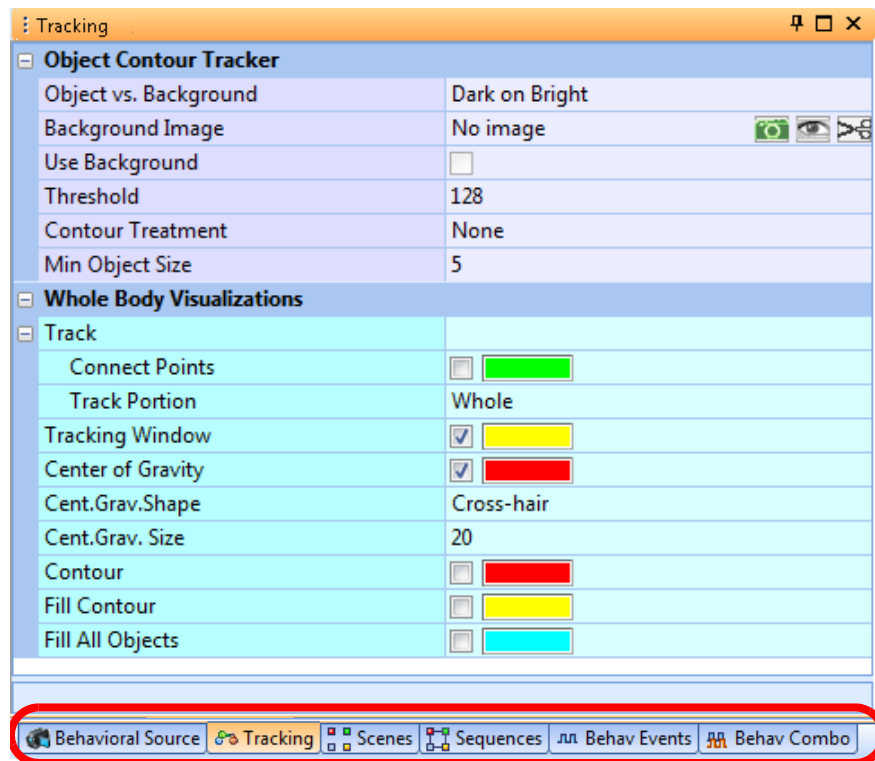 Tracking
Object Contour Tracker
Object vs. Background Dark on Bright
Background Image No image
Use Background
Threshold 128
Contour Treatment None
Min Object Size 5
Whole Body Visualizations
Track
Connect Points
Track Portion Whole
Tracking Window
Center of Gravity
Cent.Grav.Shape Cross-hair
Cent.Grav. Size 20
Contour
Fill Contour
Fill All Objects
Behavioral Source Tracking Scenes Sequences Behav Events Behav Combo